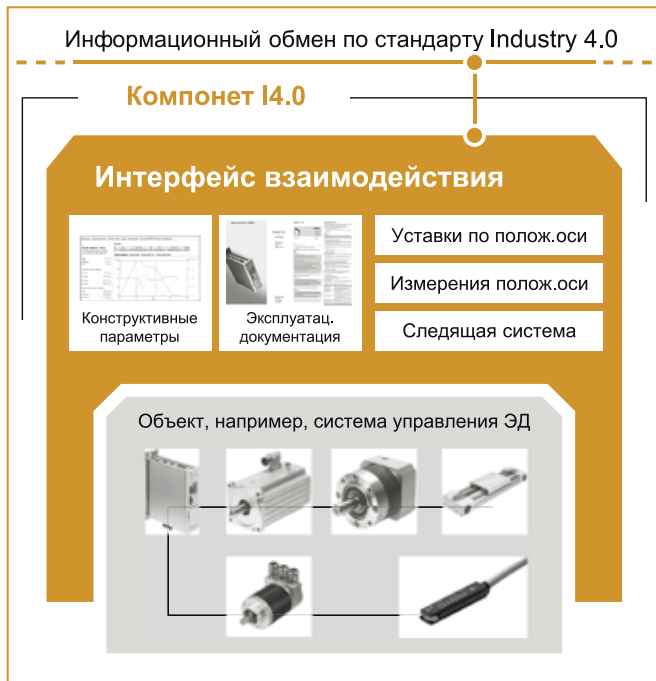 Информационный обмен по стандарту Industry 4.0
Компонет I4.0
Интерфейс взаимодействия
Конструктивные
параметры
Эксплуатац.
документация
Уставки по полож.оси
Измерения полож.оси
Следящая система
Объект, например, система управления ЭД